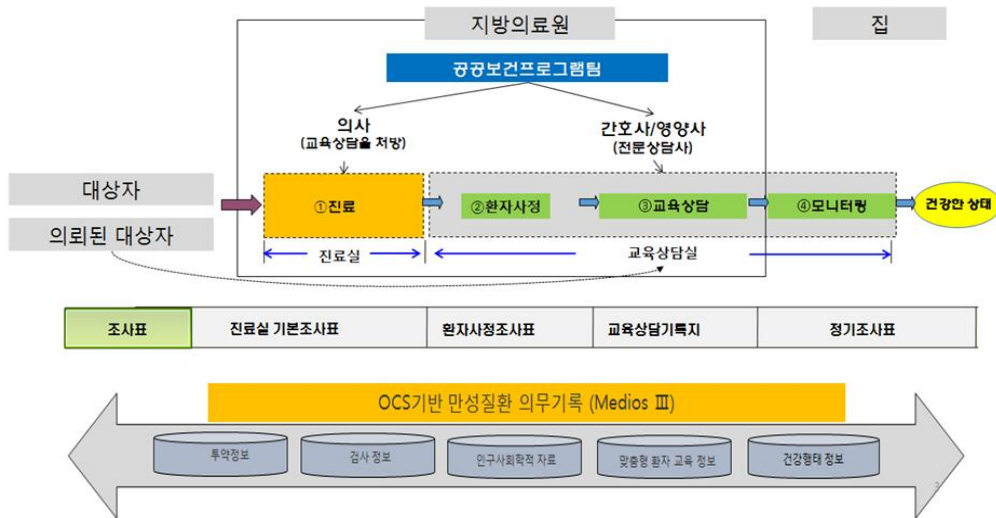 지방의료원
집
공공보건프로그램팀
의사
(교육상담을 처방)
간호사/영양사
(전문상담사)
대상자
의뢰된 대상자
①진료
②환자사정
③교육상담
④모니터링
건강한 상태
진료실
교육상담실
조사표
진료실 기본조사표
환자사정조사표
교육상담기록지
정기조사표
OCS기반 만성질환 의무기록 (Medios Ⅲ)
투약정보
검사 정보
인구사회학적 자료
맞춤형 환자 교육 정보
건강형태 정보
3